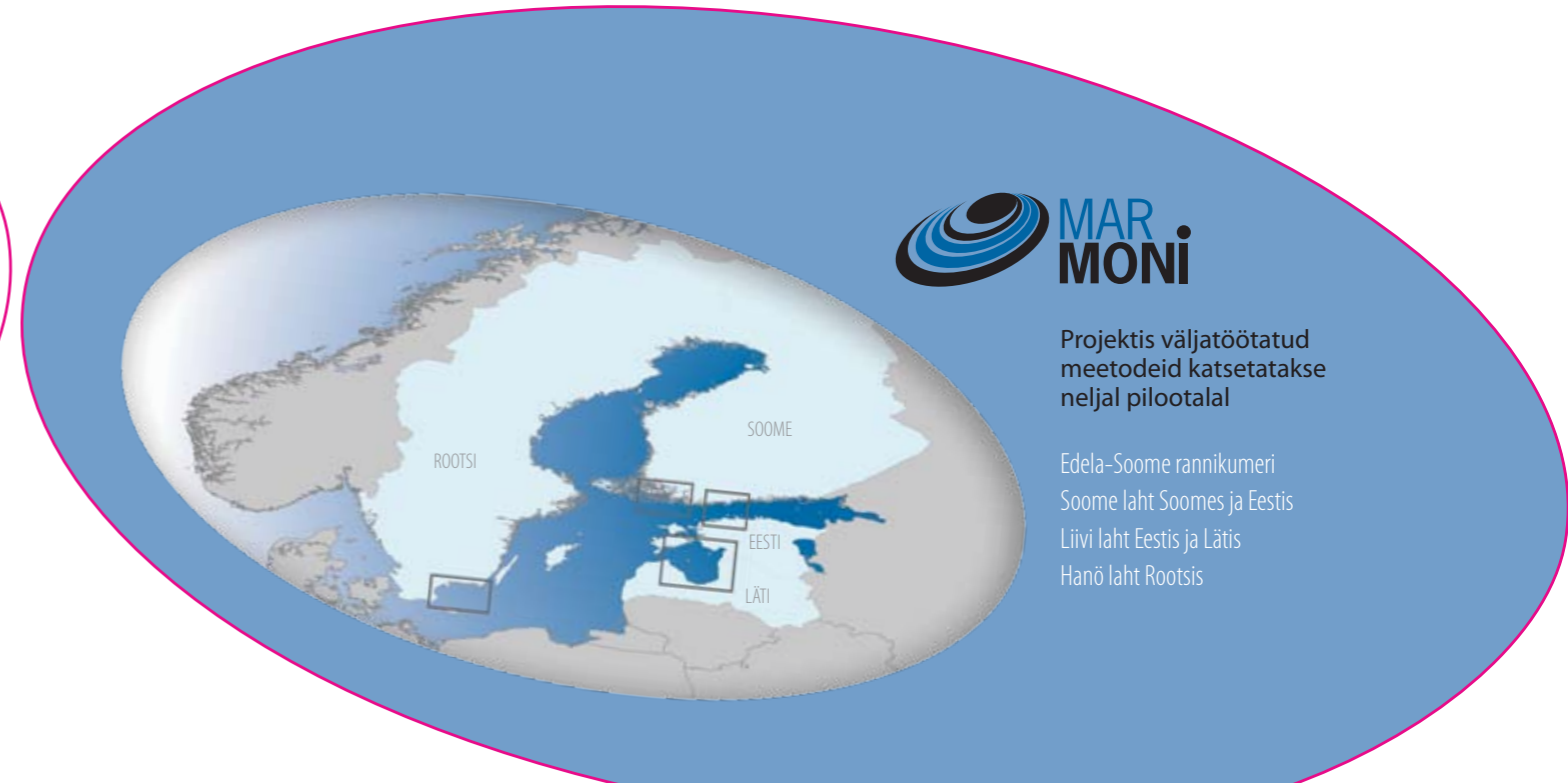 MAR
MONi
Projektis väljatöötatud
meetodeid katsetatakse
neljal pilootalal
Edela-Soome rannikumeri
Soome laht Soomes ja Eestis
Liivi laht Eestis ja Lätis
Hanö laht Rootsis
SOOME
ROOTSI
EESTI
LÄTI